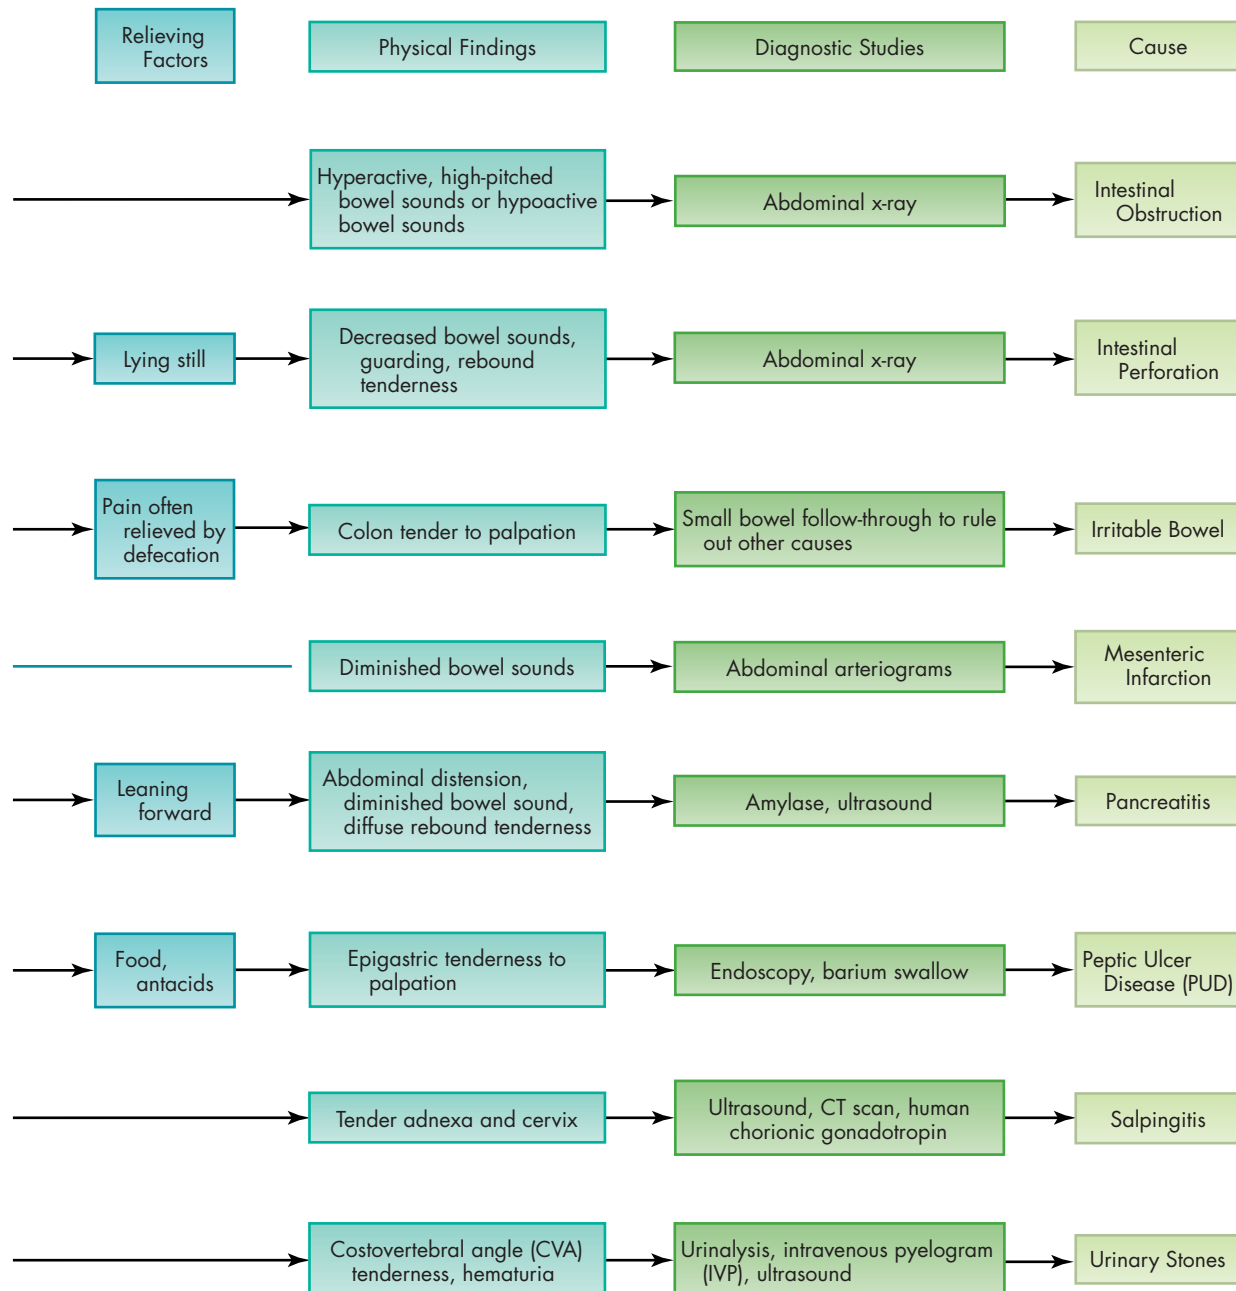 Relieving
Factors
Physical Findings
Diagnostic Studies
Cause
Hyperactive, high-pitched
bowel sounds or hypoactive
bowel sounds
Abdominal x-ray
Intestinal
Obstruction
Lying still
Decreased bowel sounds,
guarding, rebound
tenderness
Abdominal x-ray
Intestinal
Perforation
Pain often
relieved by
defecation
Colon tender to palpation
Small bowel follow-through to rule
out other causes
Irritable Bowel
Diminished bowel sounds
Abdominal arteriograms
Mesenteric
Infarction
Leaning
forward
Abdominal distension,
diminished bowel sound,
diffuse rebound tenderness
Amylase, ultrasound
Pancreatitis
Food,
antacids
Epigastric tenderness to
palpation
Endoscopy, barium swallow
Peptic Ulcer
Disease (PUD)
Tender adnexa and cervix
Ultrasound, CT scan, human
chorionic gonadotropin
Salpingitis
Costovertebral angle (CVA)
tenderness, hematuria
Urinalysis, intravenous pyelogram
(IVP), ultrasound
Urinary Stones